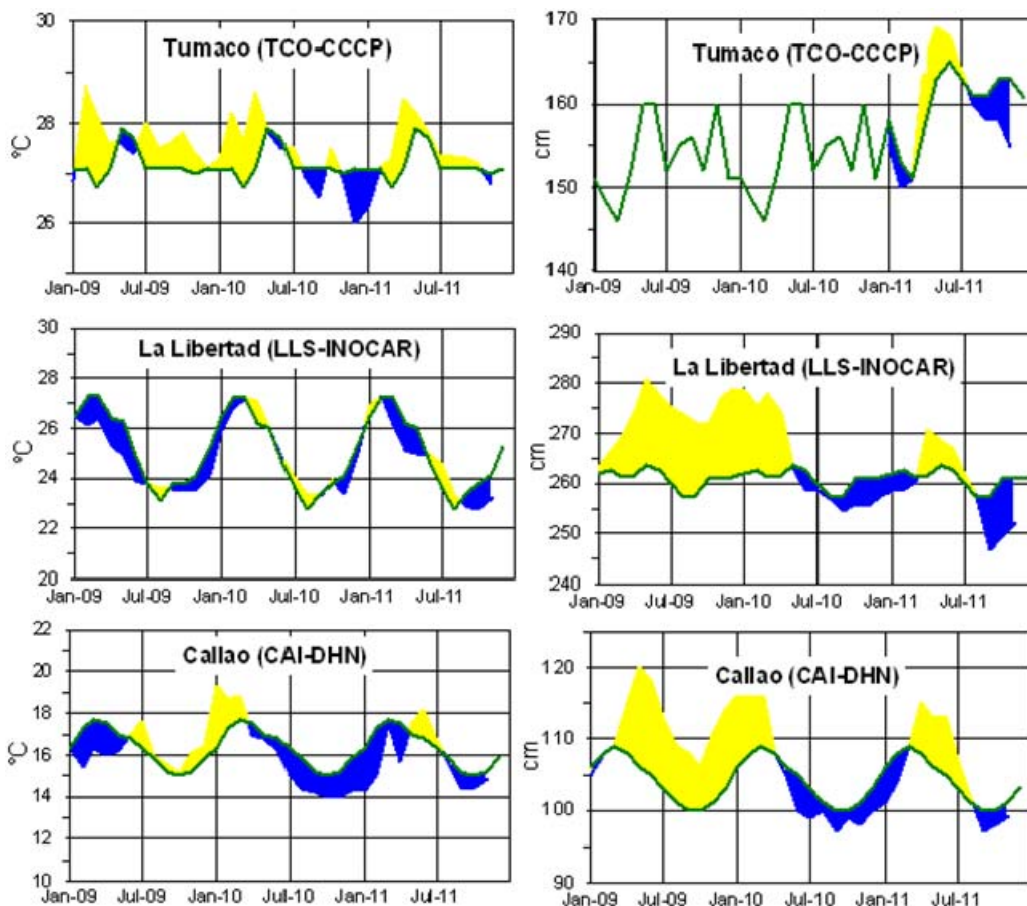 Tumaco (TCO-CCCP)
30
28
26
°C
Jan-09 Jul-09 Jan-10 Jul-10 Jan-11 Jul-11
Tumaco (TCO-CCCP)
170
160
150
140
cm
Jan-09 Jul-09 Jan-10 Jul-10 Jan-11 Jul-11
La Libertad (LLS-INOCAR)
30
28
26
24
22
20
°C
Jan-09 Jul-09 Jan-10 Jul-10 Jan-11 Jul-11
La Libertad (LLS-INOCAR)
290
280
270
260
250
240
cm
Jan-09 Jul-09 Jan-10 Jul-10 Jan-11 Jul-11
Callao (CAI-DHN)
22
20
18
16
14
12
10
°C
Jan-09 Jul-09 Jan-10 Jul-10 Jan-11 Jul-11
Callao (CAI-DHN)
120
110
100
90
cm
Jan-09 Jul-09 Jan-10 Jul-10 Jan-11 Jul-11